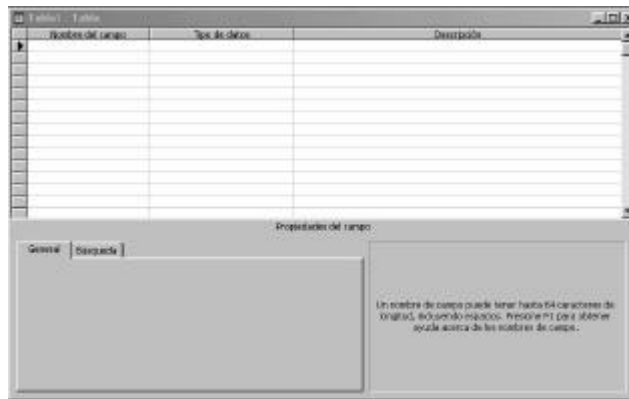 Tabla1 : Tabla
Nombre del campo Tipo de datos Descripción
Propiedades del campo
General Búsqueda
Un nombre de campo puede tener hasta 64 caracteres de
longitud, incluyendo espacios. Presione F1 para obtener
ayuda acerca de los nombres de campo.